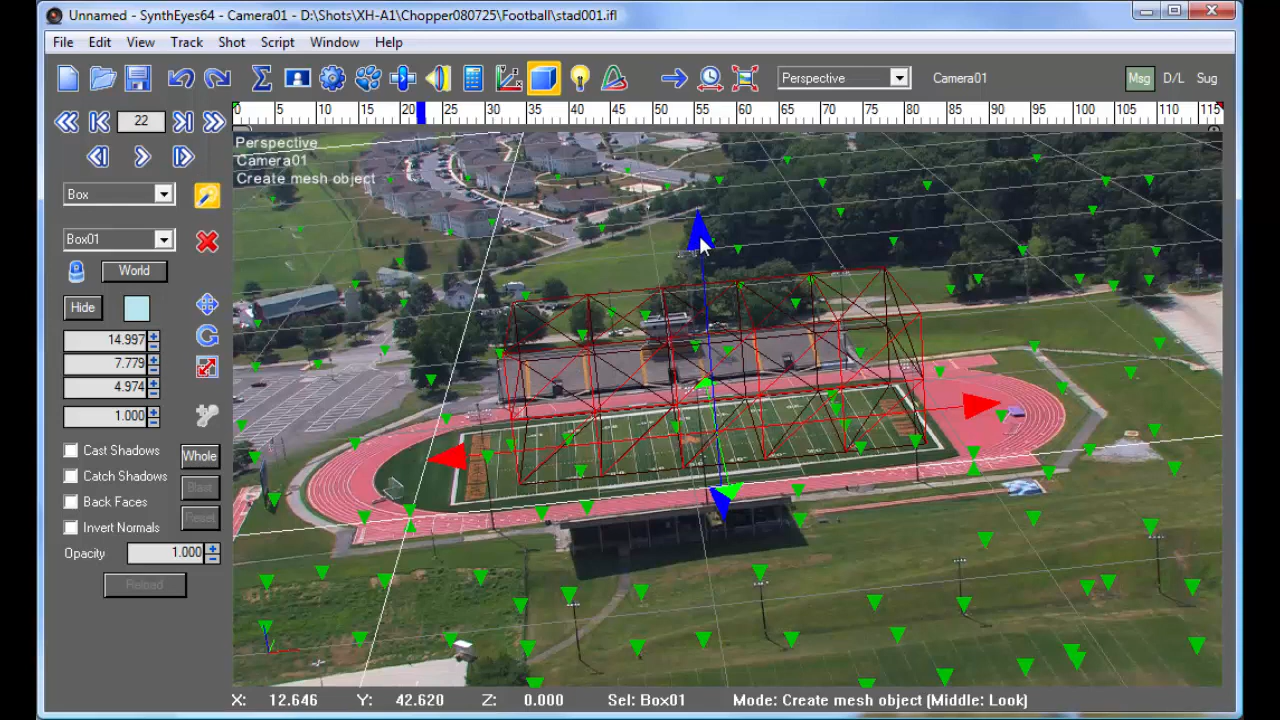 Unnamed - SynthEyes64 - Camera01 - D:\Shots\XH-A1\Chopper080725\Football\stad001.ifl
File Edit View Track Shot Script Window Help
Perspective Camera01 Msg D/L Sug
22
0 5 10 15 20 25 30 35 40 45 50 55 60 65 70 75 80 85 90 95 100 105 110 115
Perspective
Camera01
Create mesh object
Box
Box01
World
Hide
14.997
7.779
4.974
1.000
Cast Shadows Whole
Catch Shadows Blast
Back Faces
Invert Normals Reset
Opacity 1.000
Reload
X: 12.646 Y: 42.620 Z: 0.000 Sel: Box01 Mode: Create mesh object (Middle: Look)